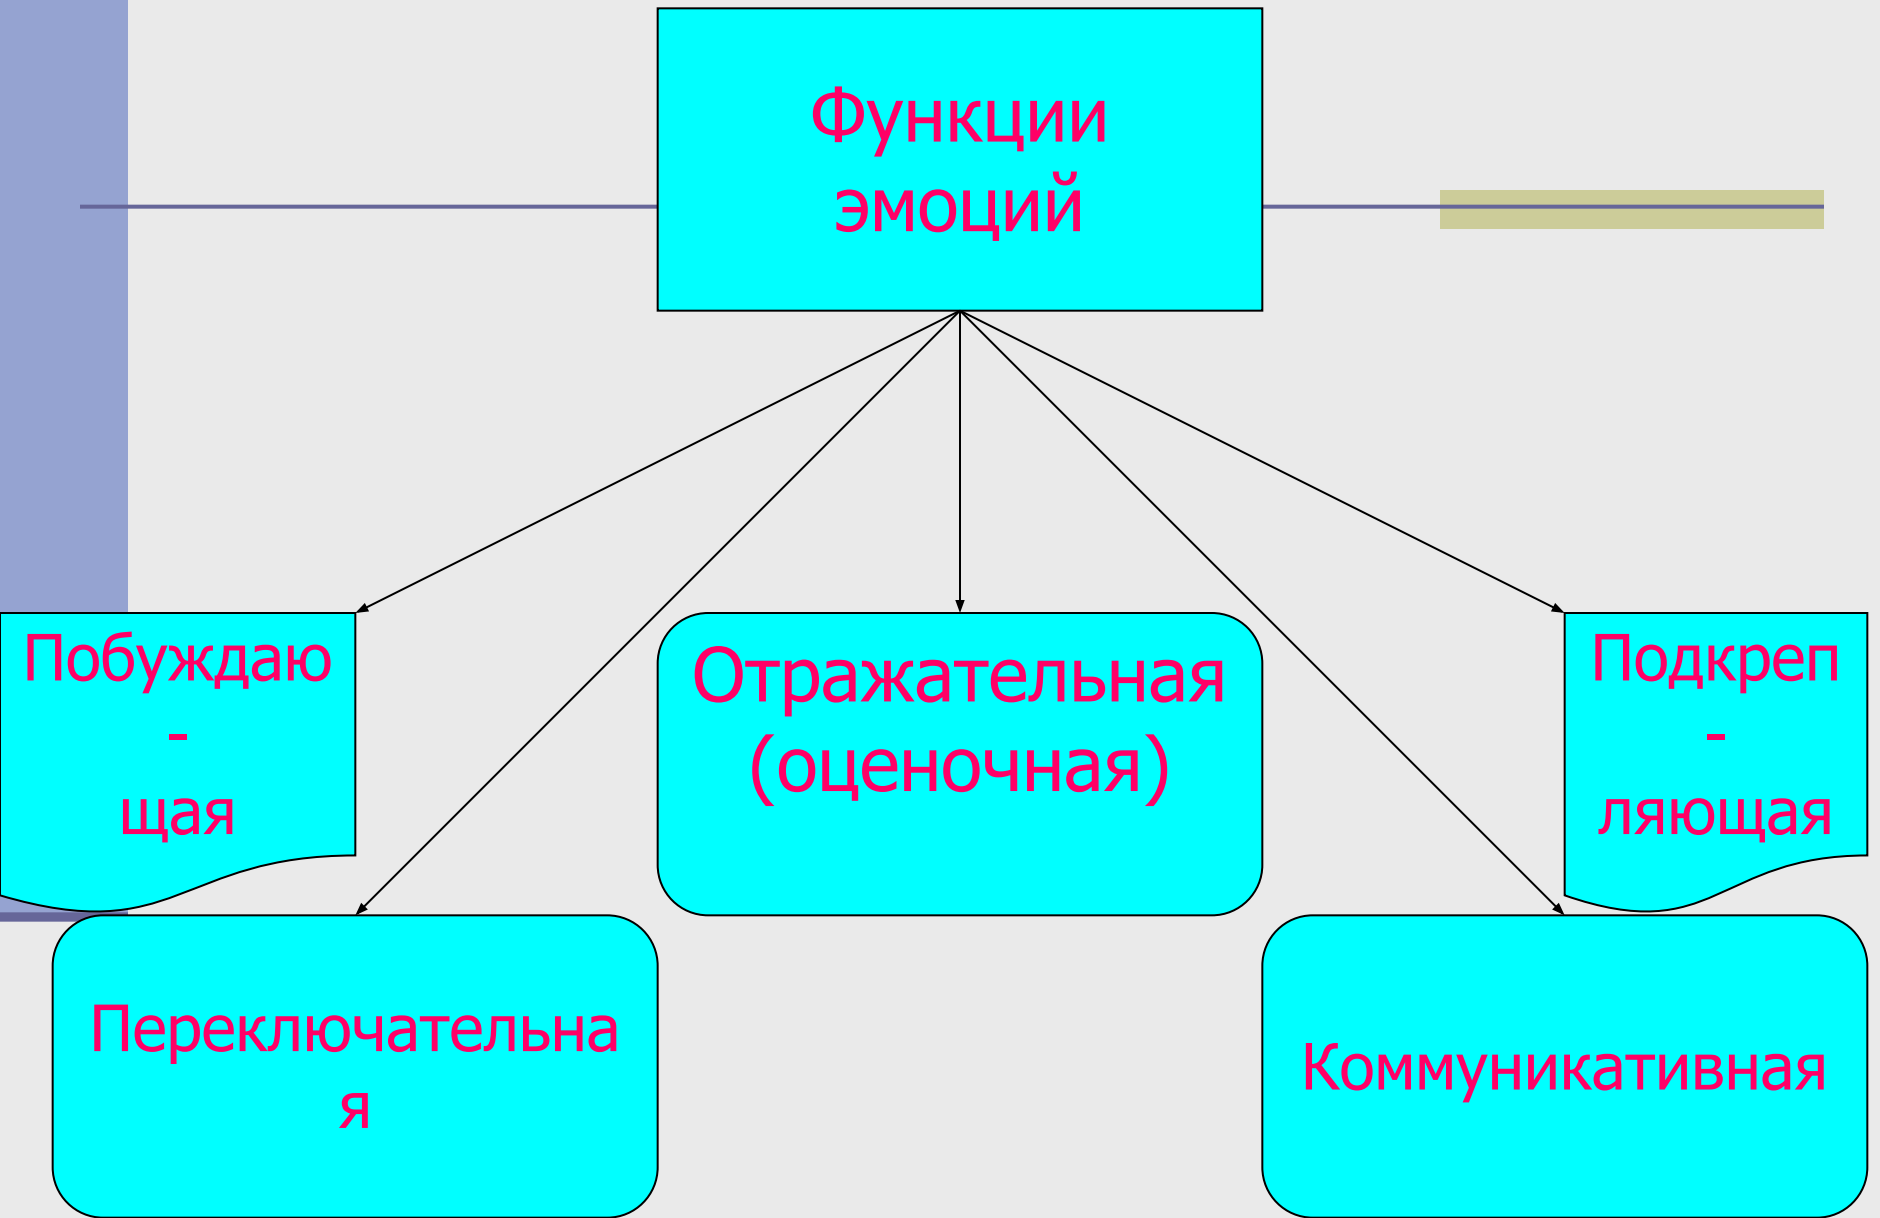 Функции
эмоций
Побуждаю
-
щая
Отражательная
(оценочная)
Подкреп
-
ляющая
Переключательна
я
Коммуникативная